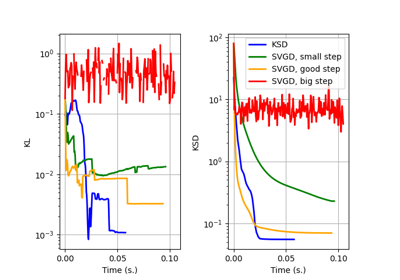 KL
10⁰
10⁻¹
10⁻²
10⁻³
0.00 0.05 0.10
Time (s.)
KSD
10²
10¹
10⁰
10⁻¹
0.00 0.05 0.10
Time (s.)
KSD
SVGD, small step
SVGD, good step
SVGD, big step